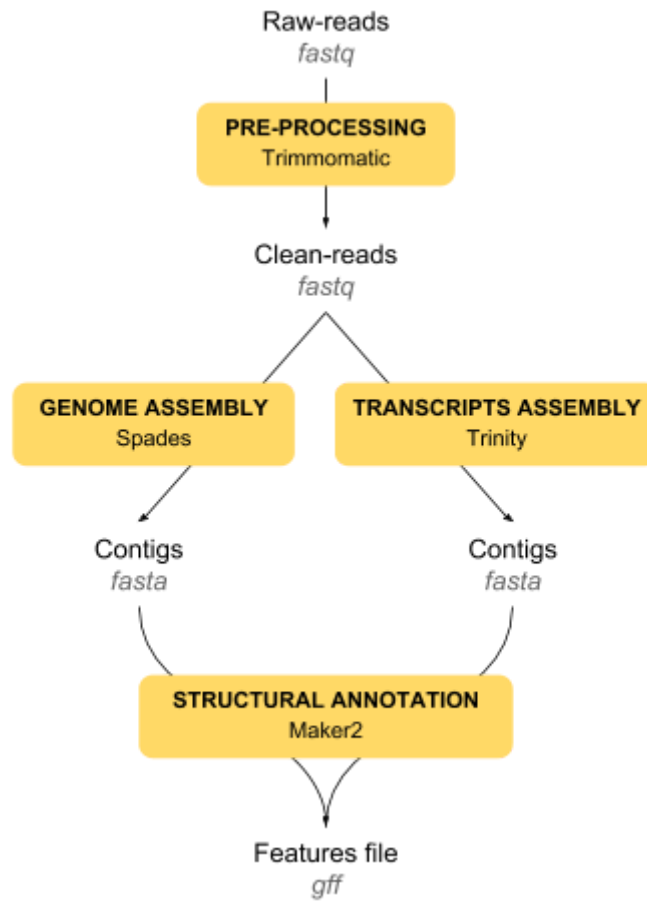 Raw-reads
fastq
PRE-PROCESSING
Trimmomatic
Clean-reads
fastq
GENOME ASSEMBLY
Spades
TRANSCRIPTS ASSEMBLY
Trinity
Contigs
fasta
Contigs
fasta
STRUCTURAL ANNOTATION
Maker2
Features file
gff